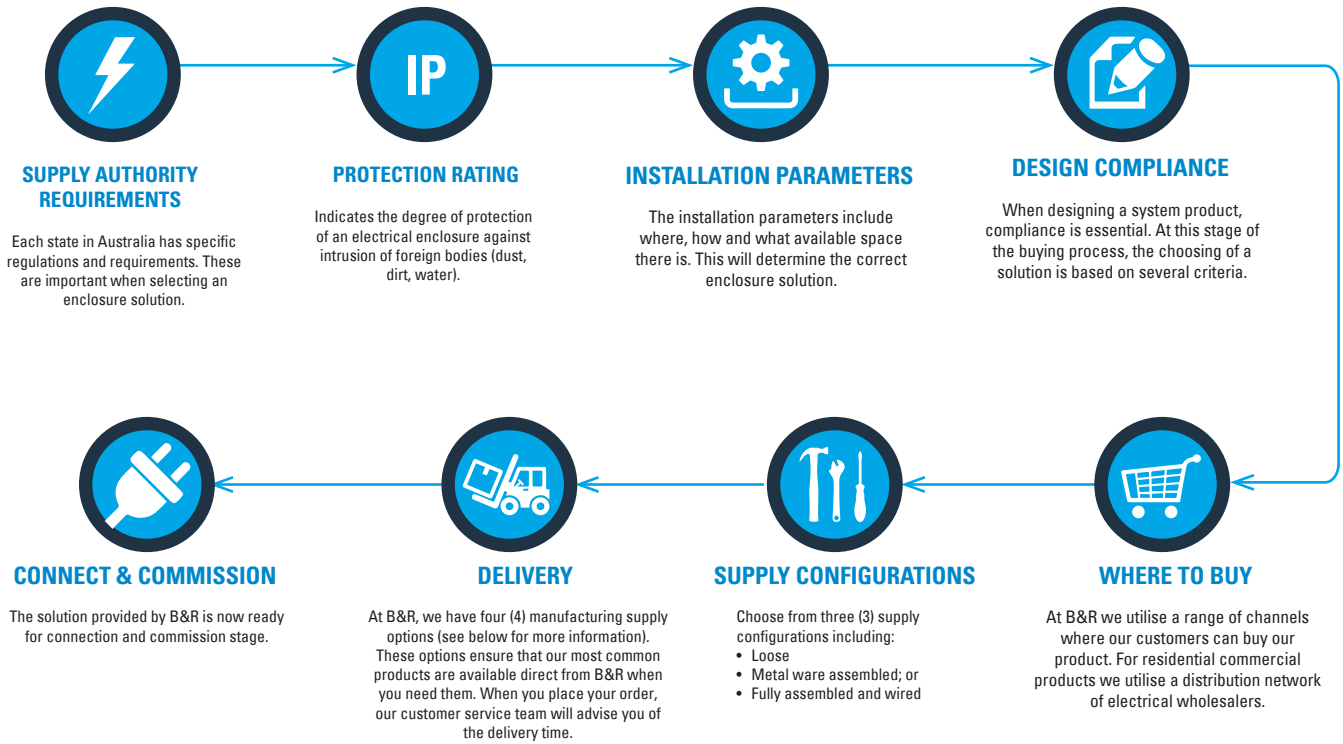 SUPPLY AUTHORITY
REQUIREMENTS
Each state in Australia has specific
regulations and requirements. These
are important when selecting an
enclosure solution.
IP
PROTECTION RATING
Indicates the degree of protection
of an electrical enclosure against
intrusion of foreign bodies (dust,
dirt, water).
INSTALLATION PARAMETERS
The installation parameters include
where, how and what available space
there is. This will determine the correct
enclosure solution.
DESIGN COMPLIANCE
When designing a system product,
compliance is essential. At this stage of
the buying process, the choosing of a
solution is based on several criteria.
WHERE TO BUY
At B&R we utilise a range of channels
where our customers can buy our
product. For residential commercial
products we utilise a distribution network
of electrical wholesalers.
SUPPLY CONFIGURATIONS
Choose from three (3) supply
configurations including:
• Loose
• Metal ware assembled; or
• Fully assembled and wired
DELIVERY
At B&R, we have four (4) manufacturing supply
options (see below for more information).
These options ensure that our most common
products are available direct from B&R when
you need them. When you place your order,
our customer service team will advise you of
the delivery time.
CONNECT & COMMISSION
The solution provided by B&R is now ready
for connection and commission stage.